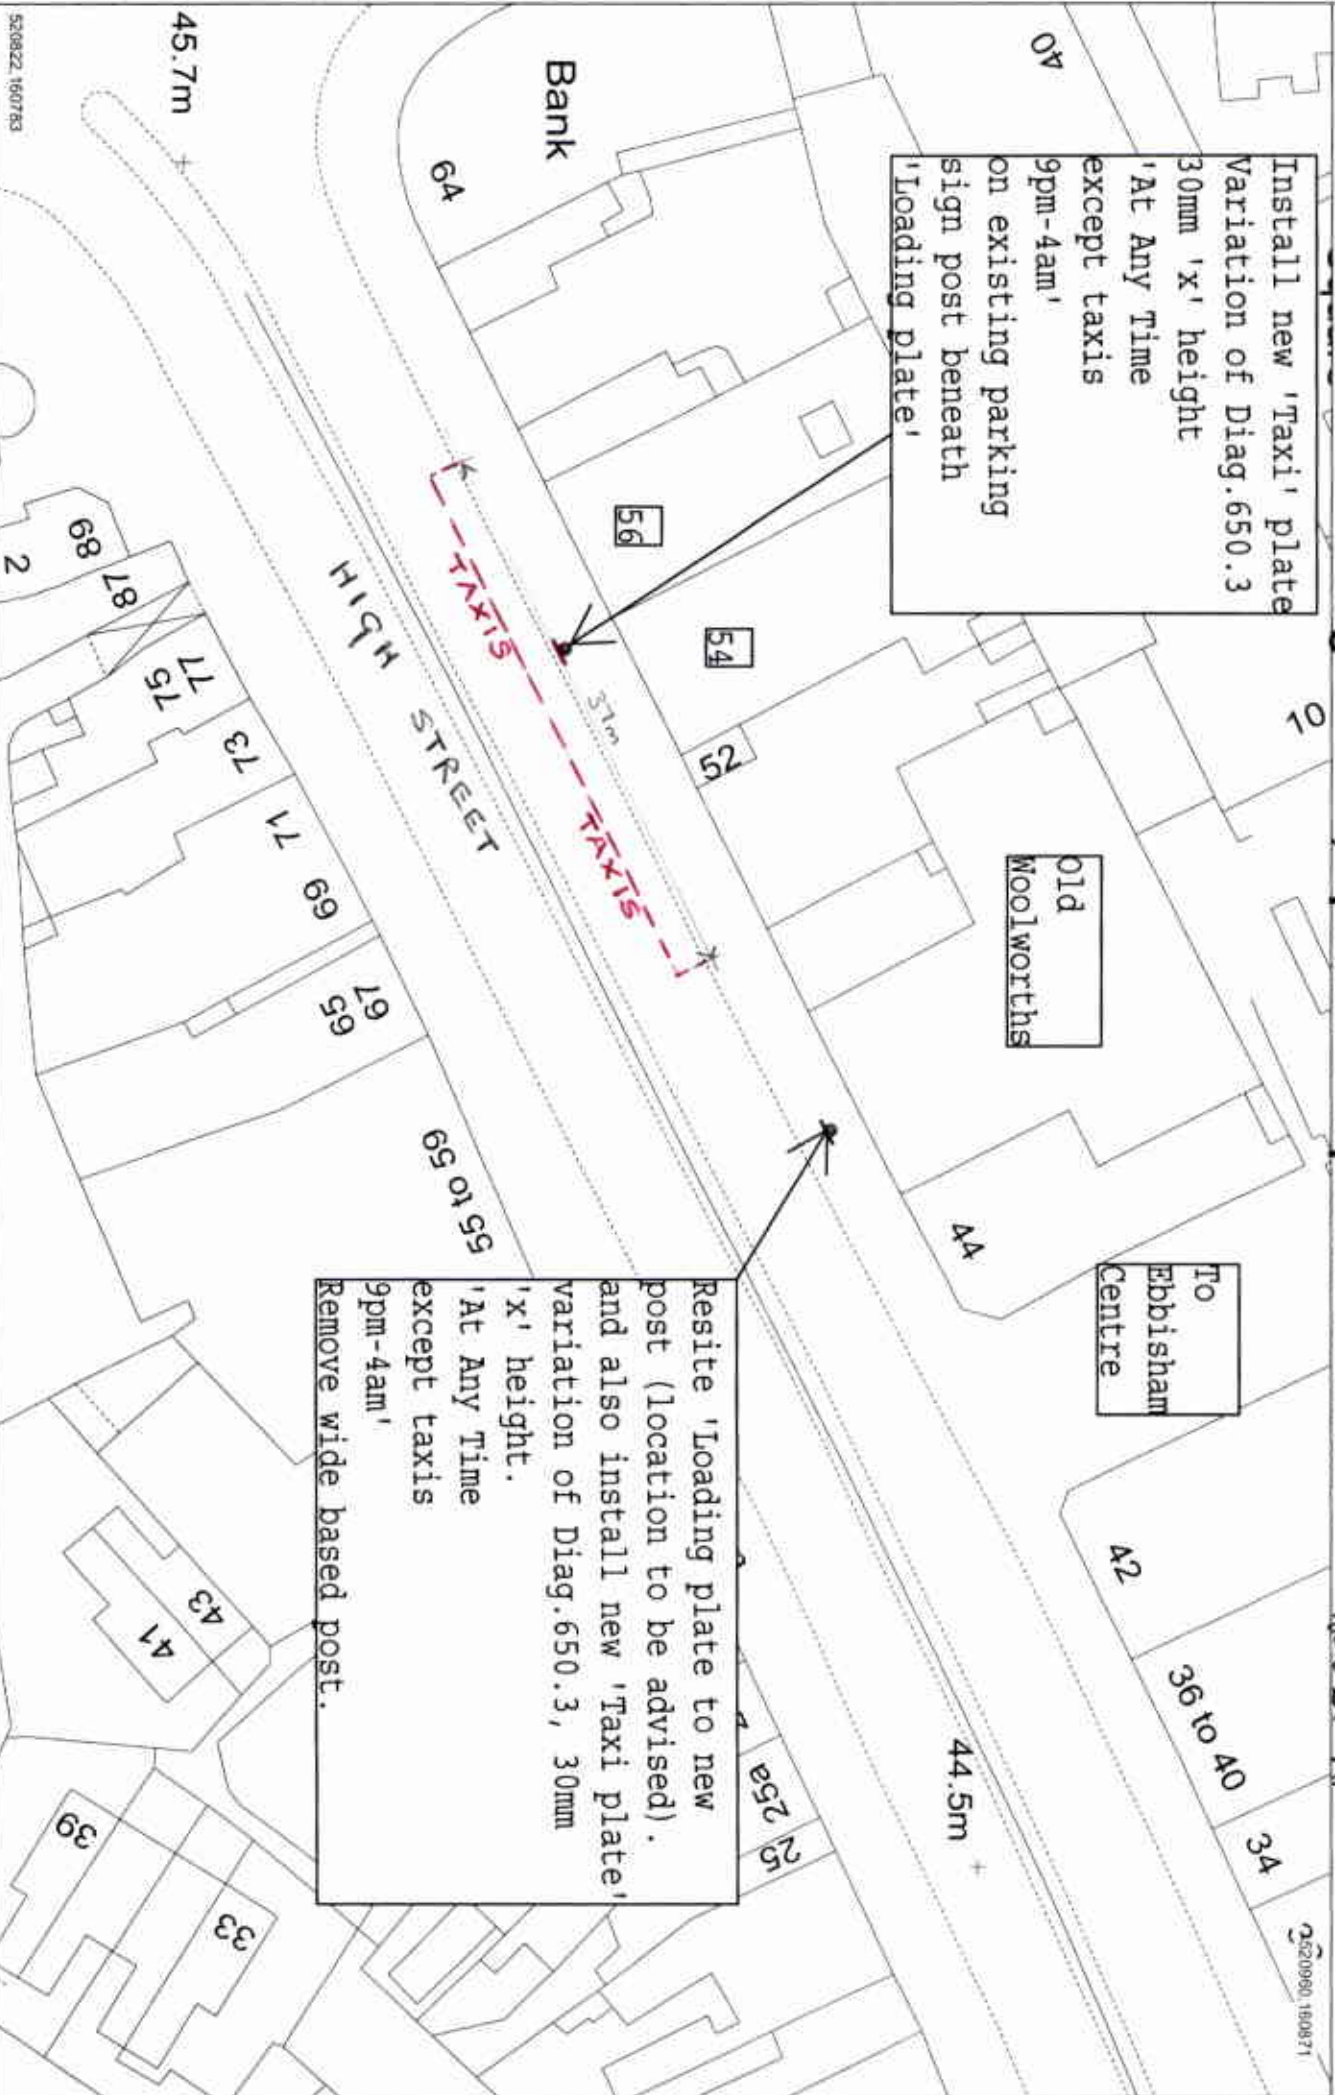 Install new 'Taxi' plate
Variation of Diag.650.3
30mm 'x' height
'At Any Time
except taxis
9pm-4am'
on existing parking
sign post beneath
'Loading plate'
Resite 'Loading plate to new
post (location to be advised).
and also install new 'Taxi plate'
variation of Diag.650.3, 30mm
'x' height.
'At Any Time
except taxis
9pm-4am'
Remove wide based post.
Old
Woolworths
To
Ebbisham
Centre
Bank
64
56
54
52
40
10
44
42
36 to 40
34
45.7m
44.5m
37m
TAXIS
TAXIS
HIGH STREET
2
89
87
77
75
73
71
69
67
65
55 to 59
43
41
39
33
25a
25
520822,160783
520960,160871